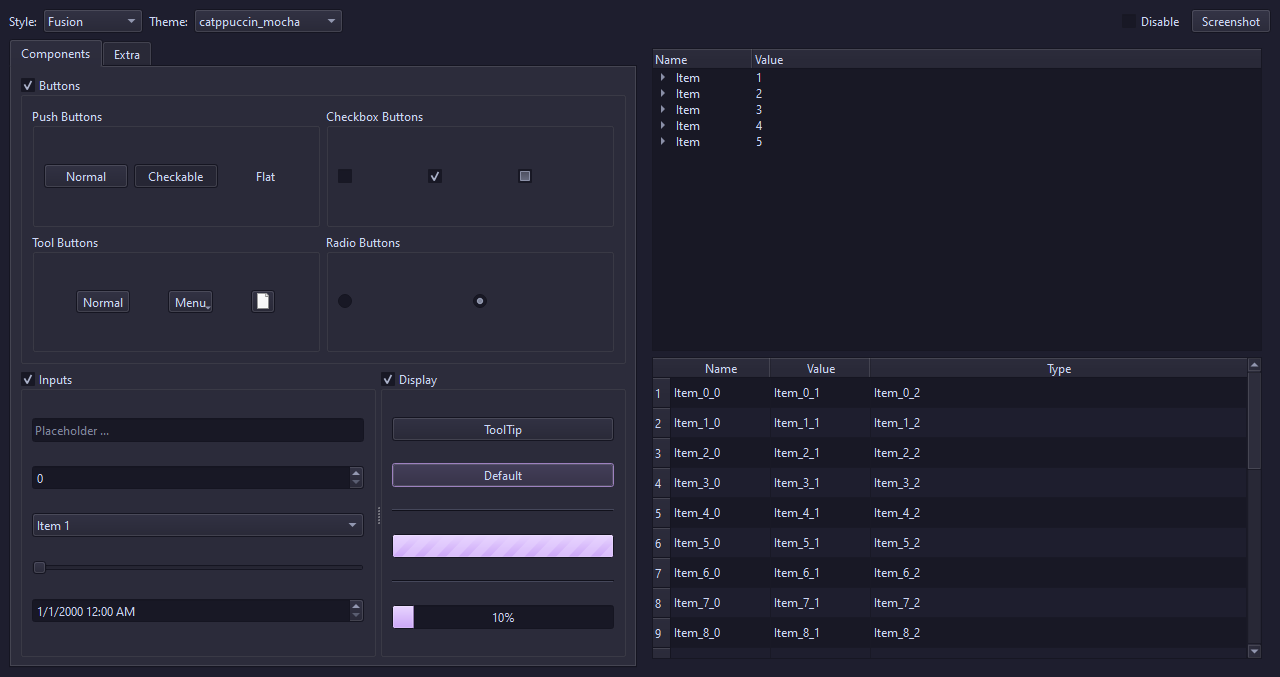 Style: Fusion Theme: catppuccin_mocha Disable Screenshot
Components Extra
Buttons
Push Buttons
Normal Checkable Flat
Checkbox Buttons
Tool Buttons
Normal Menu
Radio Buttons
Inputs
Placeholder ...
0
Item 1
1/1/2000 12:00 AM
Display
ToolTip
Default
10%
Name Value
Item 1
Item 2
Item 3
Item 4
Item 5
Name Value Type
1 Item_0_0 Item_0_1 Item_0_2
2 Item_1_0 Item_1_1 Item_1_2
3 Item_2_0 Item_2_1 Item_2_2
4 Item_3_0 Item_3_1 Item_3_2
5 Item_4_0 Item_4_1 Item_4_2
6 Item_5_0 Item_5_1 Item_5_2
7 Item_6_0 Item_6_1 Item_6_2
8 Item_7_0 Item_7_1 Item_7_2
9 Item_8_0 Item_8_1 Item_8_2